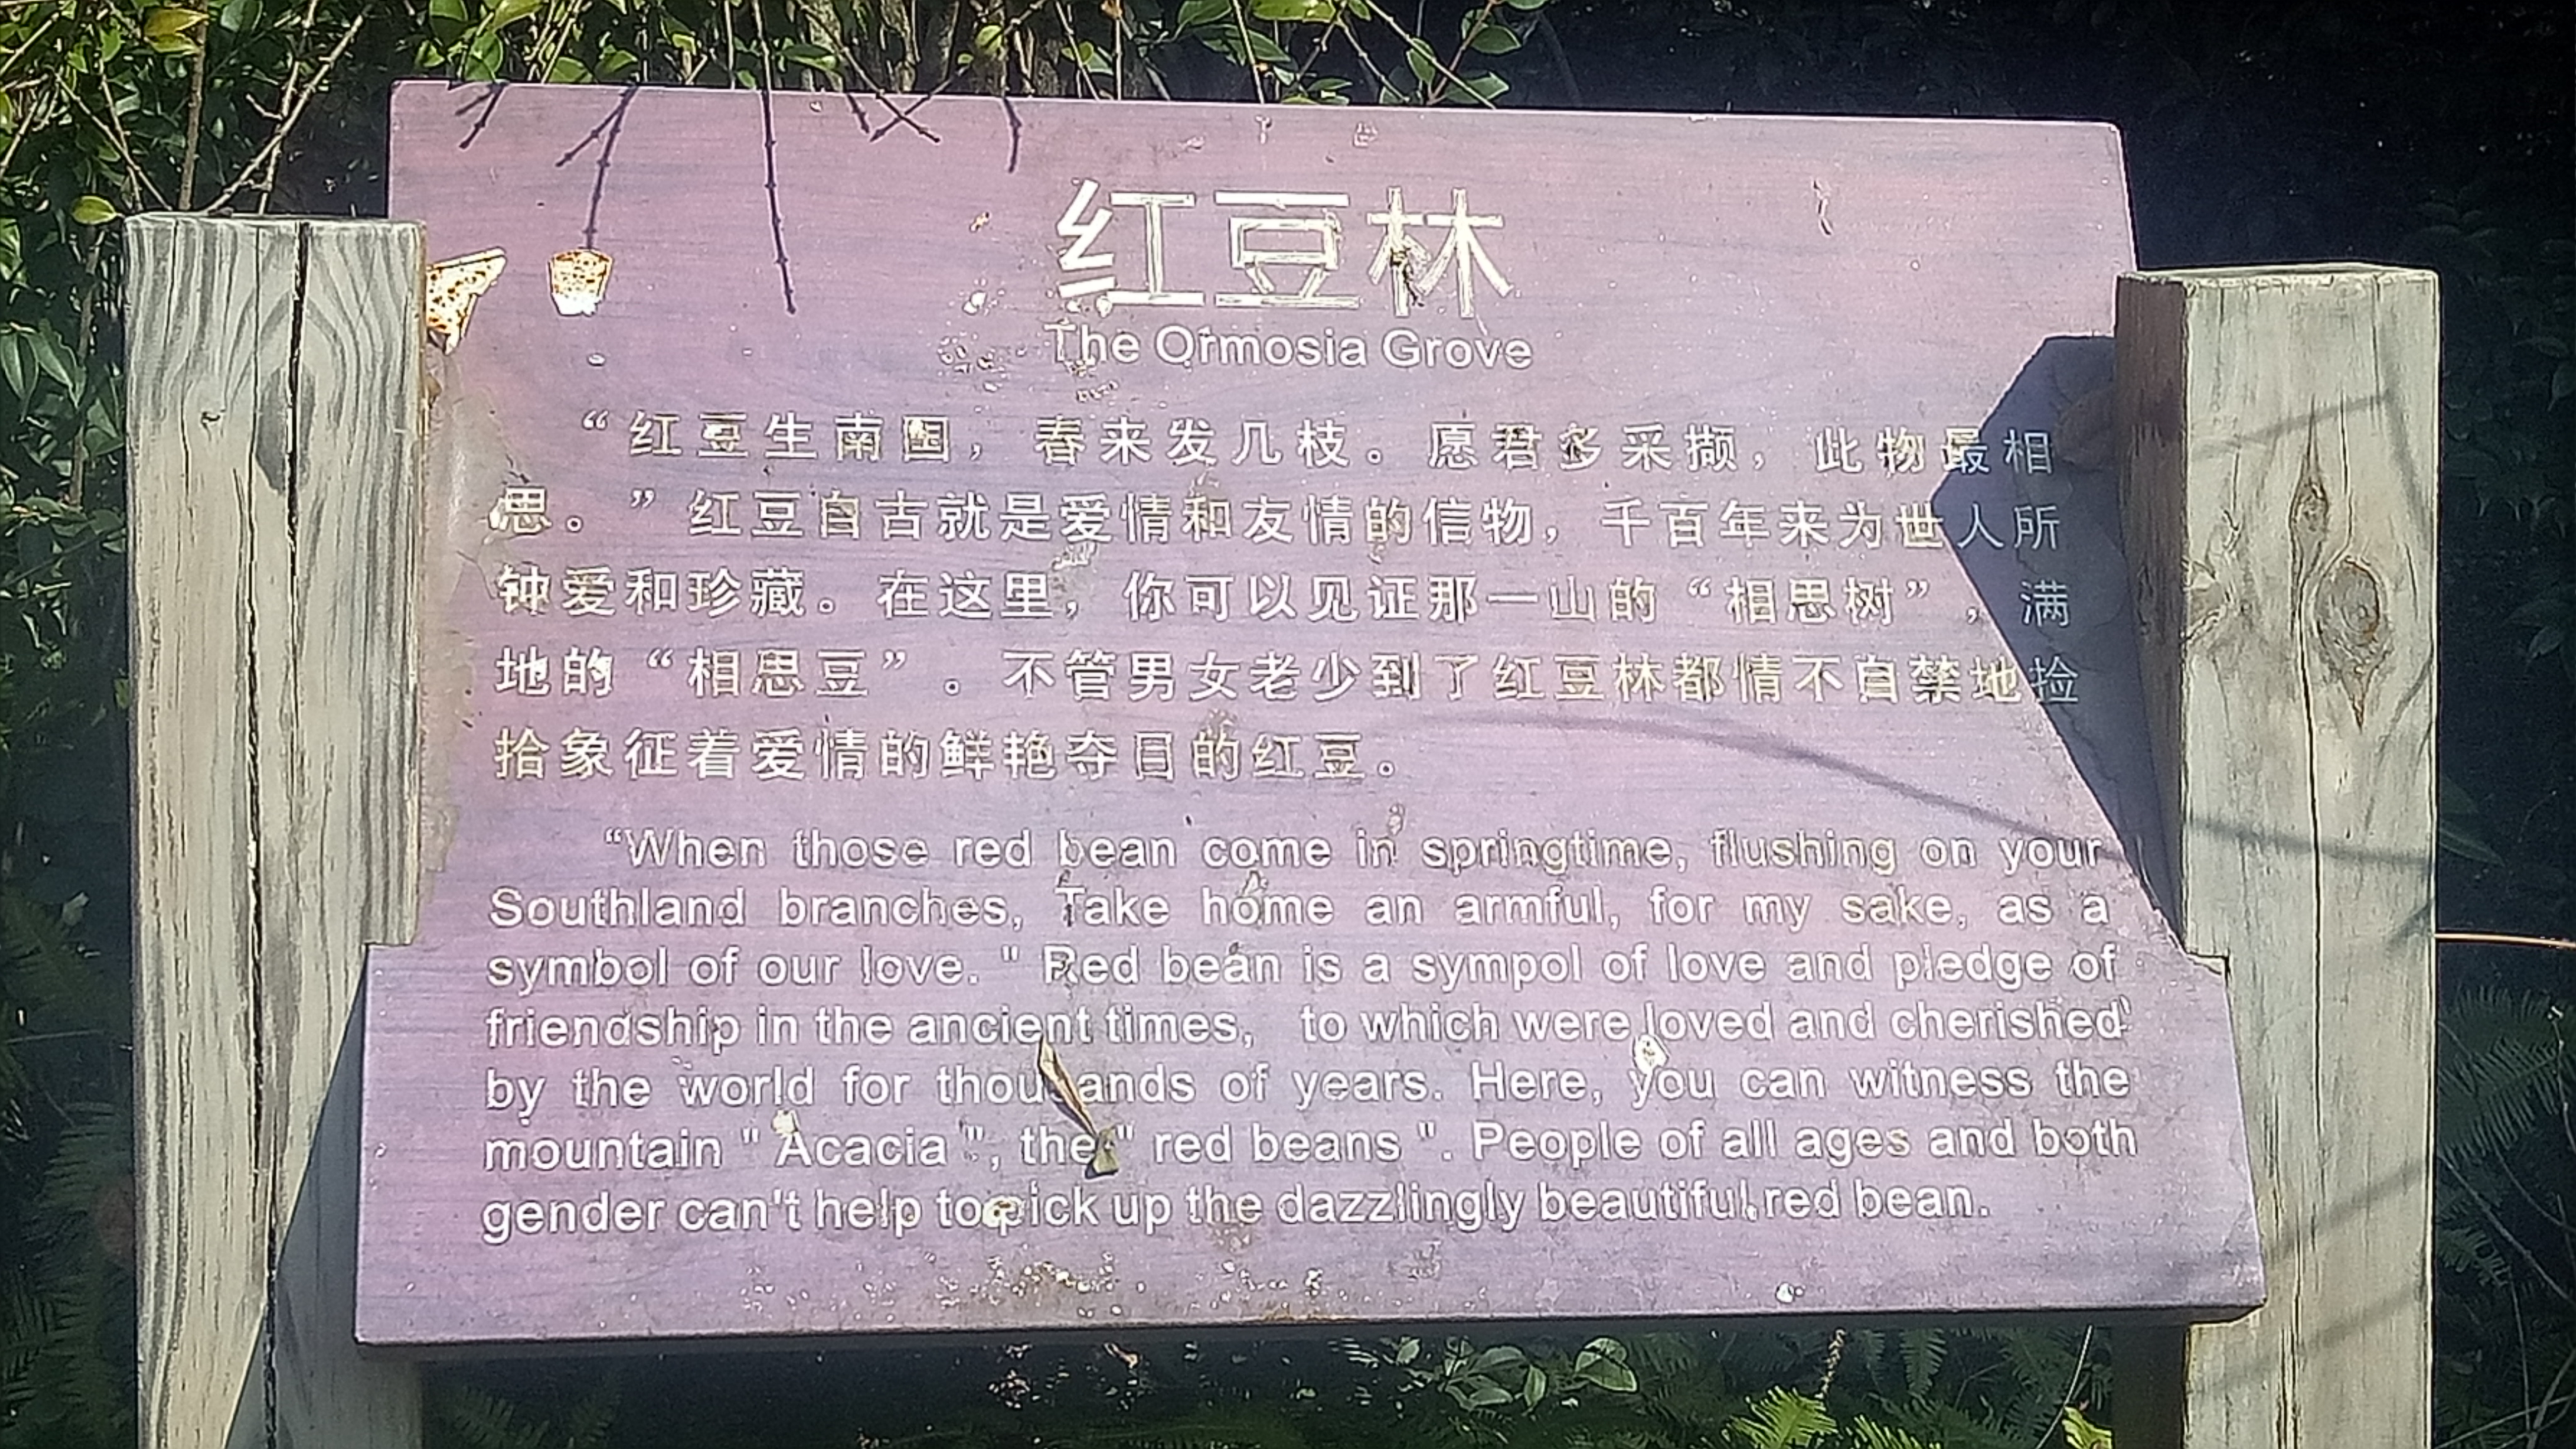 红豆林
The Ormosia Grove
“红豆生南国，春来发几枝。愿君多采撷，此物最相
思。”红豆自古就是爱情和友情的信物，千百年来为世人所
钟爱和珍藏。在这里，你可以见证那一山的“相思树”，满
地的“相思豆”。不管男女老少到了红豆林都情不自禁地捡
拾象征着爱情的鲜艳夺目的红豆。
“When those red bean come in springtime, flushing on your
Southland branches, Take home an armful, for my sake, as a
symbol of our love. " Red bean is a sympol of love and pledge of
friendship in the ancient times, to which were loved and cherished
by the world for thousands of years. Here, you can witness the
mountain " Acacia ", the " red beans ". People of all ages and both
gender can't help to pick up the dazzlingly beautiful red bean.